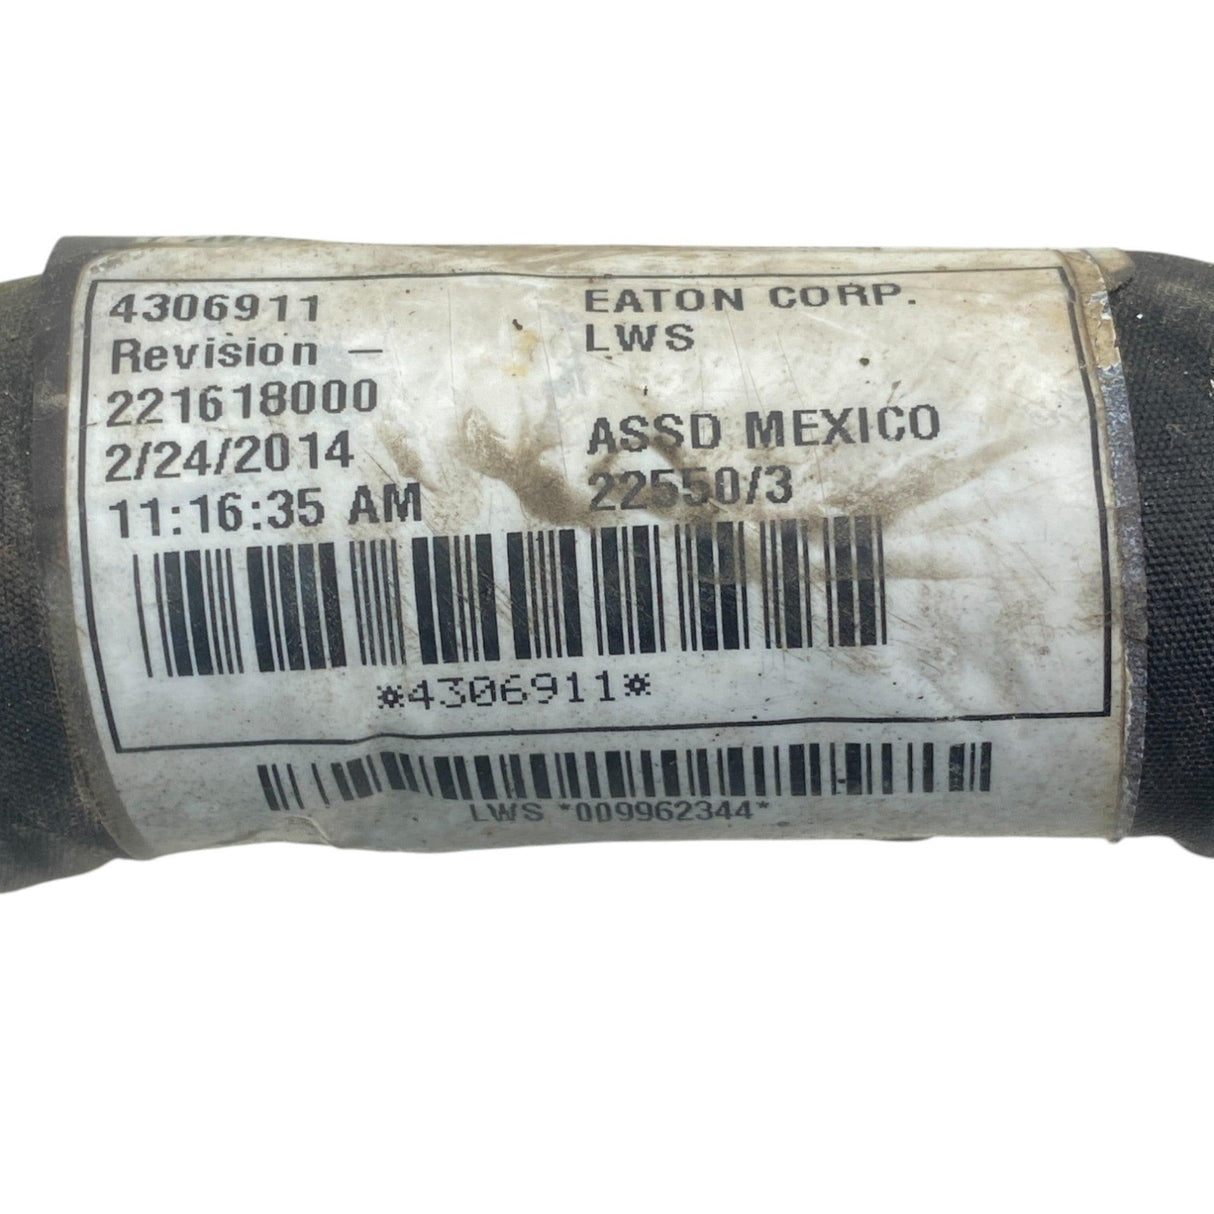 4306911
Revision –
221618000
2/24/2014
11:16:35 AM
EATON CORP.
LWS
ASSD MEXICO
22550/3
*4306911*
LWS *009962344*